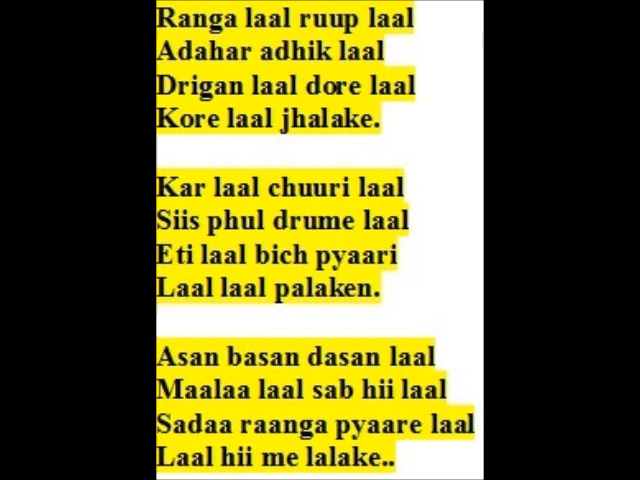 Ranga laal ruup laal
Adahar adhik laal
Drigan laal dore laal
Kore laal jhalake.
Kar laal chuuri laal
Siis phul drume laal
Eti laal bich pyaari
Laal laal palaken.
Asan basan dasan laal
Maalaa laal sab hii laal
Sadaa raanga pyaare laal
Laal hii me lalake..